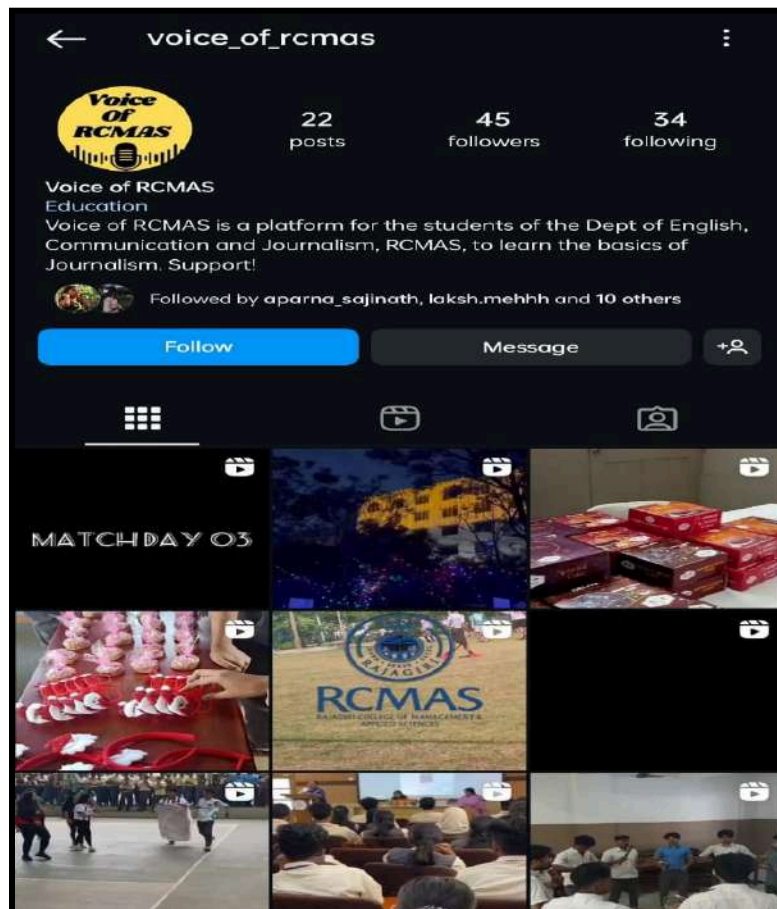 voice_of_rcmas
Voice
Of
RCMAS
22
posts
45
followers
34
following
Voice of RCMAS
Education
Voice of RCMAS is a platform for the students of the Dept of English,
Communication and Journalism, RCMAS, to learn the basics of
Journalism. Support!
Followed by aparna_sajinath, laksh.mehhh and 10 others
Follow
Message
MATCHDAY 03
RAJAGIRI
RCMAS
RAJAGIRI COLLEGE OF MANAGEMENT &
APPLIED SCIENCES